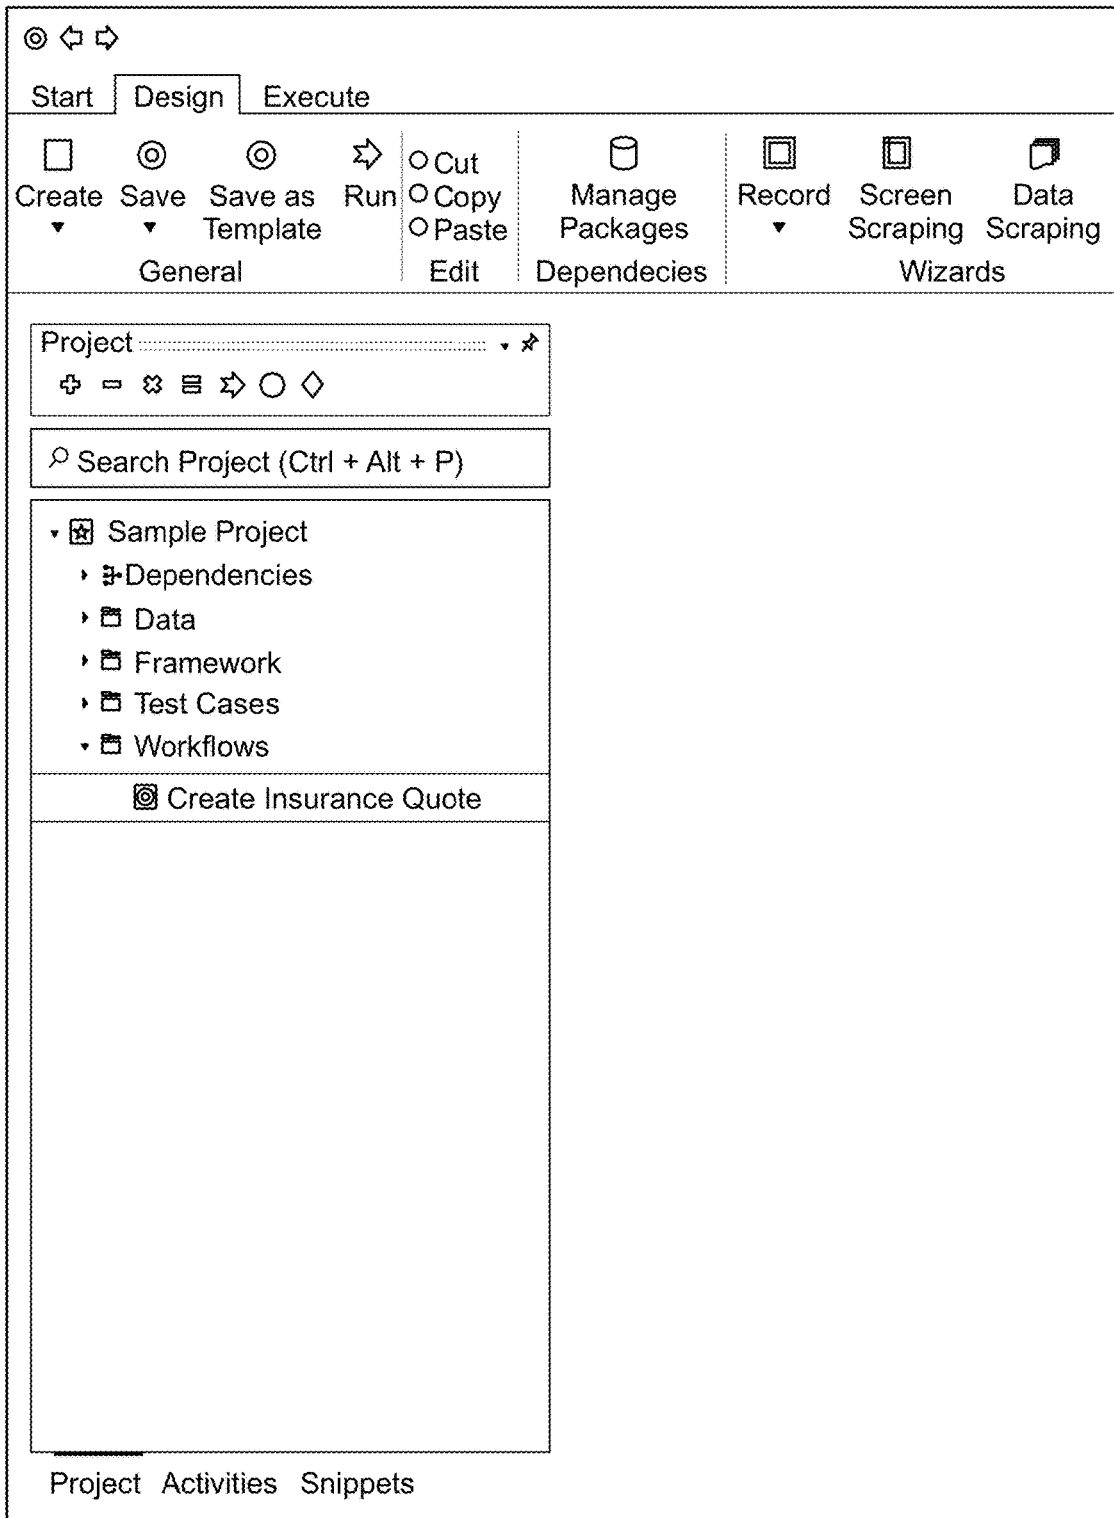 Start Design Execute
Create Save Save as Template Run
Cut
Copy
Paste
Manage Packages
Record Screen Scraping Data Scraping
General Edit Dependecies Wizards
Project
Search Project (Ctrl + Alt + P)
Sample Project
Dependencies
Data
Framework
Test Cases
Workflows
Create Insurance Quote
Project Activities Snippets